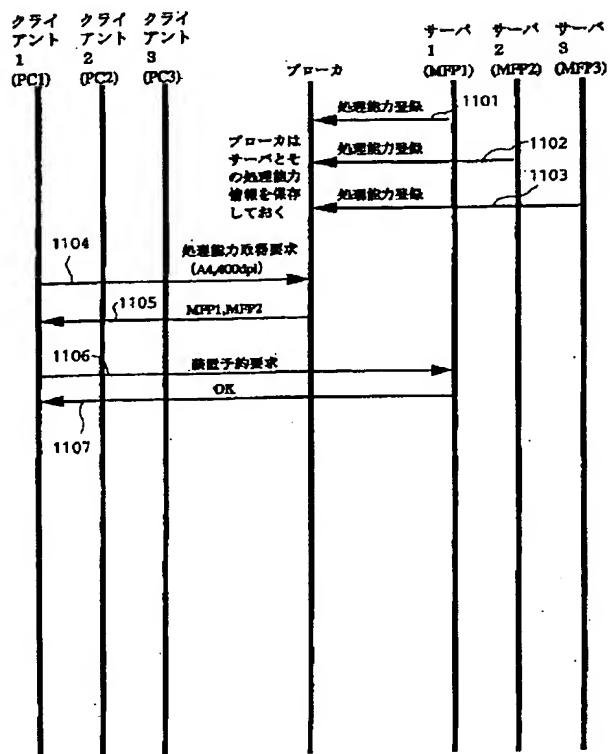 クライアント1(PC1)
クライアント2(PC2)
クライアント3(PC3)
ブローカ
サーバ1(MFP1)
サーバ2(MFP2)
サーバ3(MFP3)
処理能力登録
1101
ブローカは
サーバとそ
の処理能力
情報を保存
しておく
処理能力登録
1102
処理能力登録
1103
1104
処理能力取得要求
(A4,400dpi)
1105
MFP1,MFP2
1106
装置予約要求
OK
1107